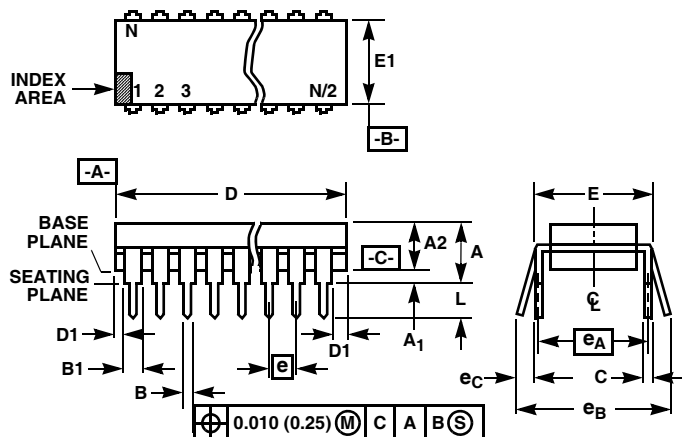 N
INDEX
AREA
1 2 3 N/2
E1
-B-
-A-
D
E
BASE
PLANE
A2
A
-C-
SEATING
PLANE
L
C
L
D1
B1
B
e
D1
A1
eA
eC
C
eB
0.010 (0.25) M C A B S